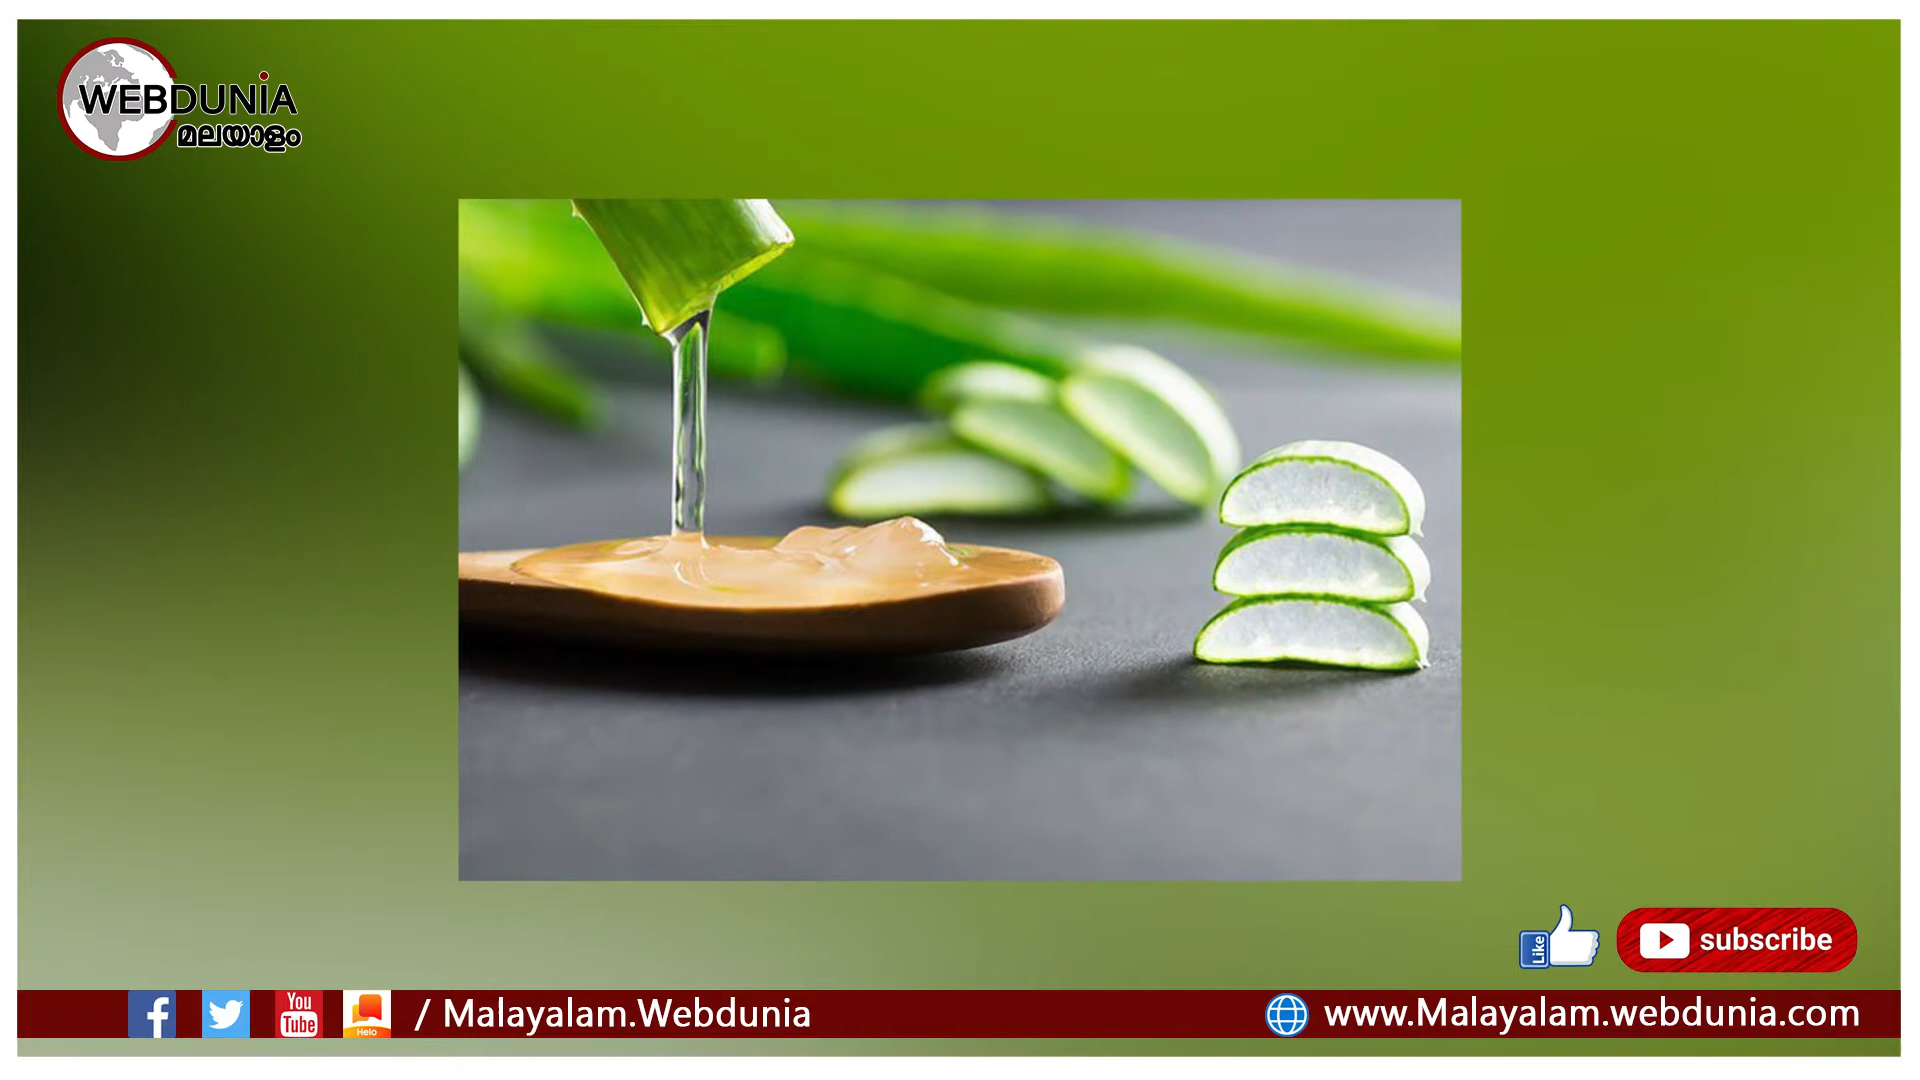 WEBDUNIA
മലയാളം
Like
subscribe
You
Tube
Helo
/ Malayalam.Webdunia
www.Malayalam.webdunia.com